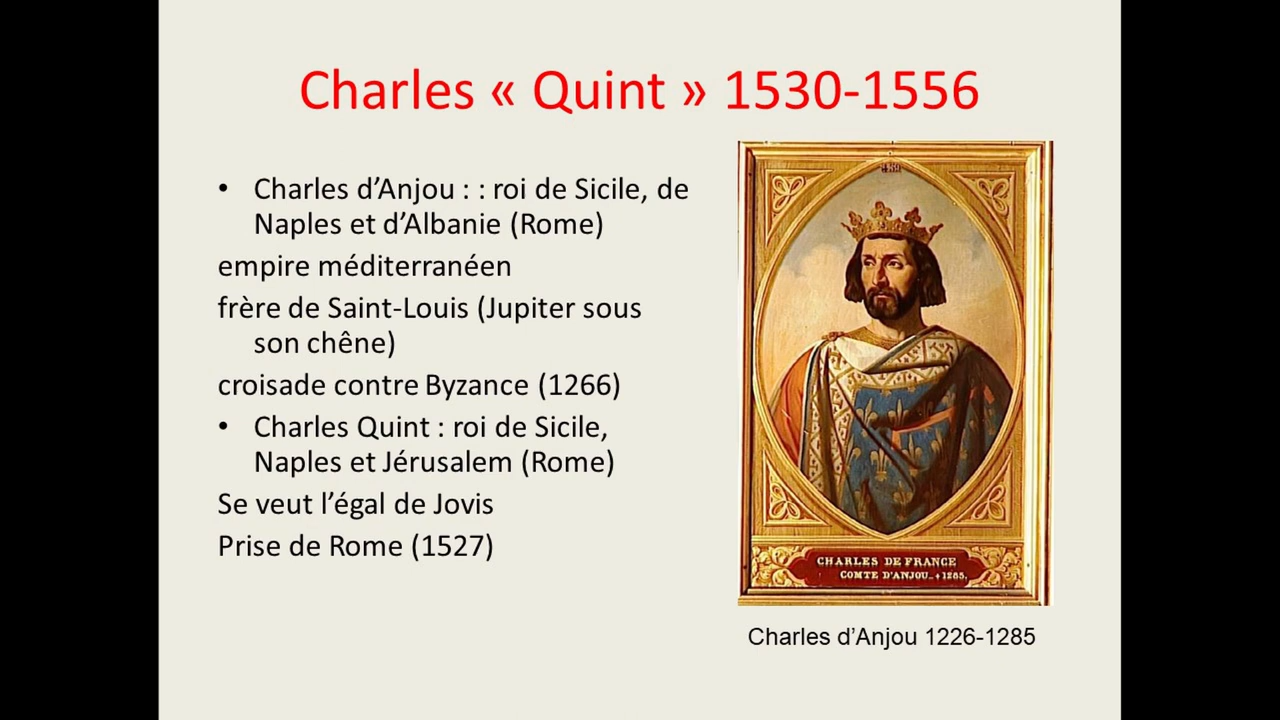 Charles « Quint » 1530-1556
• Charles d’Anjou : : roi de Sicile, de
Naples et d’Albanie (Rome)
empire méditerranéen
frère de Saint-Louis (Jupiter sous
son chêne)
croisade contre Byzance (1266)
• Charles Quint : roi de Sicile,
Naples et Jérusalem (Rome)
Se veut l’égal de Jovis
Prise de Rome (1527)
CHARLES DE FRANCE
COMTE D'ANJOU_+1285.
Charles d’Anjou 1226-1285